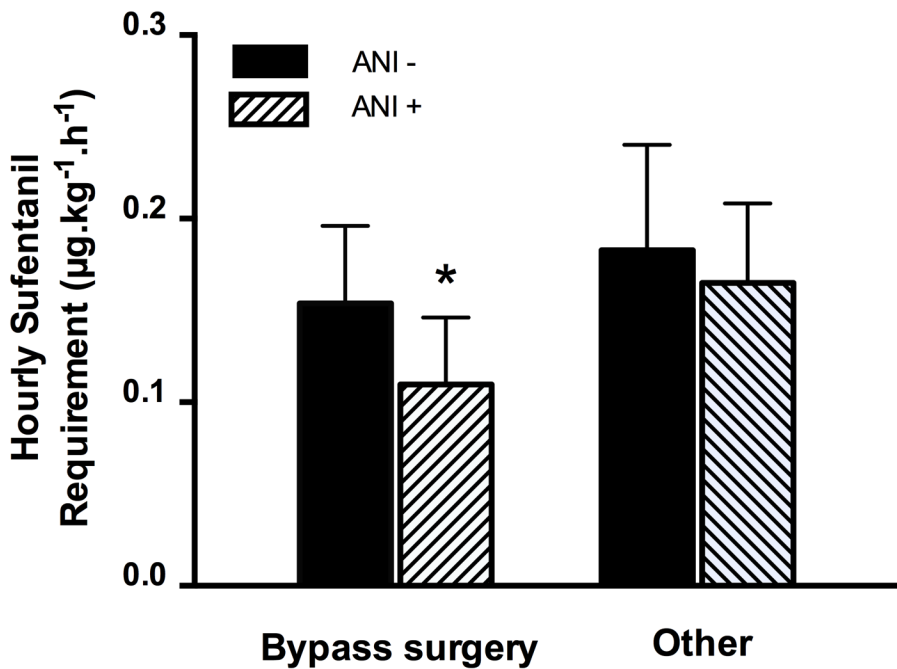 Hourly Sufentanil
Requirement (µg.kg⁻¹.h⁻¹)
0.3
0.2
0.1
0.0
ANI -
ANI +
*
Bypass surgery
Other